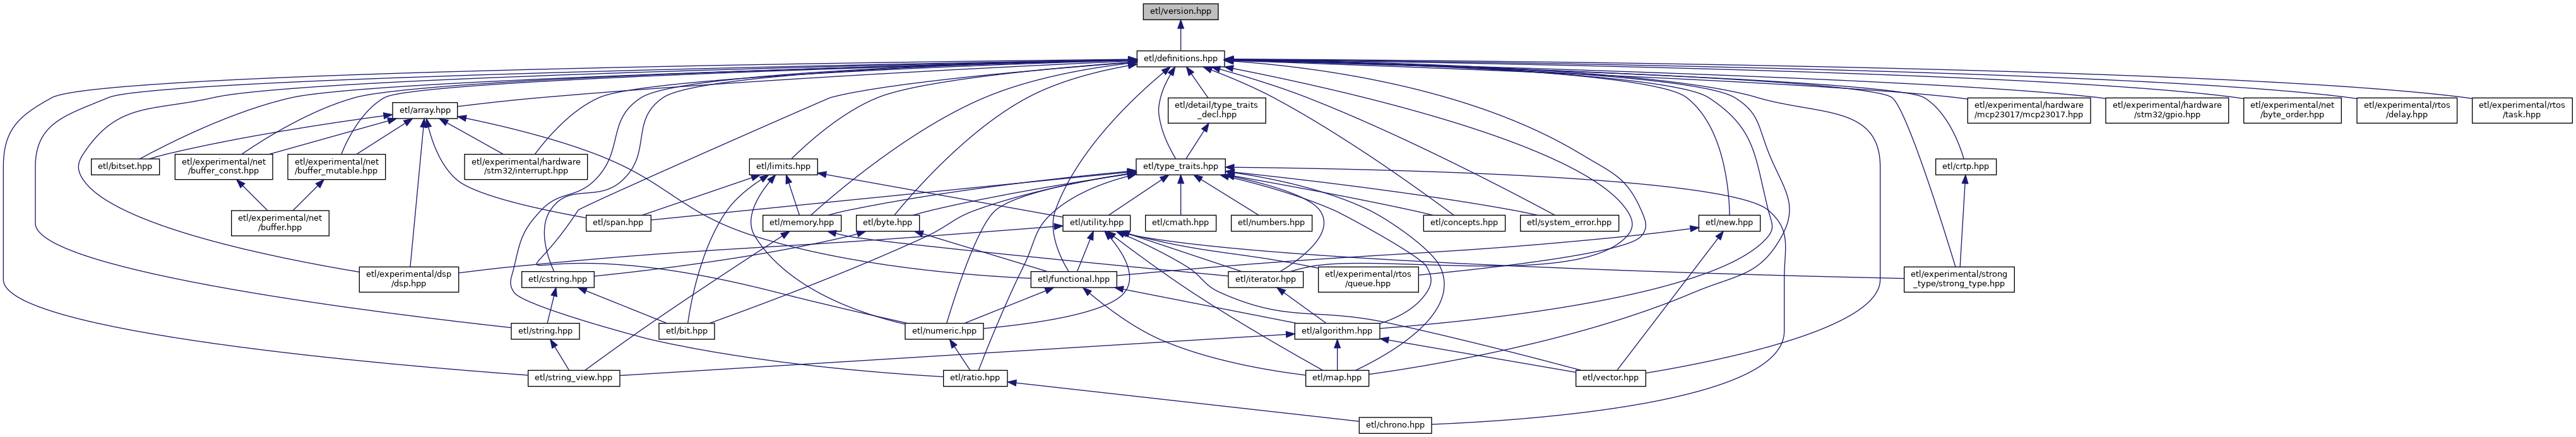 etl/version.hpp
etl/definitions.hpp
etl/array.hpp
etl/detail/type_traits
_decl.hpp
etl/experimental/hardware
/mcp23017/mcp23017.hpp
etl/experimental/hardware
/stm32/gpio.hpp
etl/experimental/net
/byte_order.hpp
etl/experimental/rtos
/delay.hpp
etl/experimental/rtos
/task.hpp
etl/bitset.hpp
etl/experimental/net
/buffer_const.hpp
etl/experimental/net
/buffer_mutable.hpp
etl/experimental/hardware
/stm32/interrupt.hpp
etl/limits.hpp
etl/type_traits.hpp
etl/crtp.hpp
etl/experimental/net
/buffer.hpp
etl/span.hpp
etl/memory.hpp
etl/byte.hpp
etl/utility.hpp
etl/cmath.hpp
etl/numbers.hpp
etl/concepts.hpp
etl/system_error.hpp
etl/new.hpp
etl/experimental/dsp
/dsp.hpp
etl/cstring.hpp
etl/functional.hpp
etl/iterator.hpp
etl/experimental/rtos
/queue.hpp
etl/experimental/strong
_type/strong_type.hpp
etl/string.hpp
etl/bit.hpp
etl/numeric.hpp
etl/algorithm.hpp
etl/string_view.hpp
etl/ratio.hpp
etl/map.hpp
etl/vector.hpp
etl/chrono.hpp